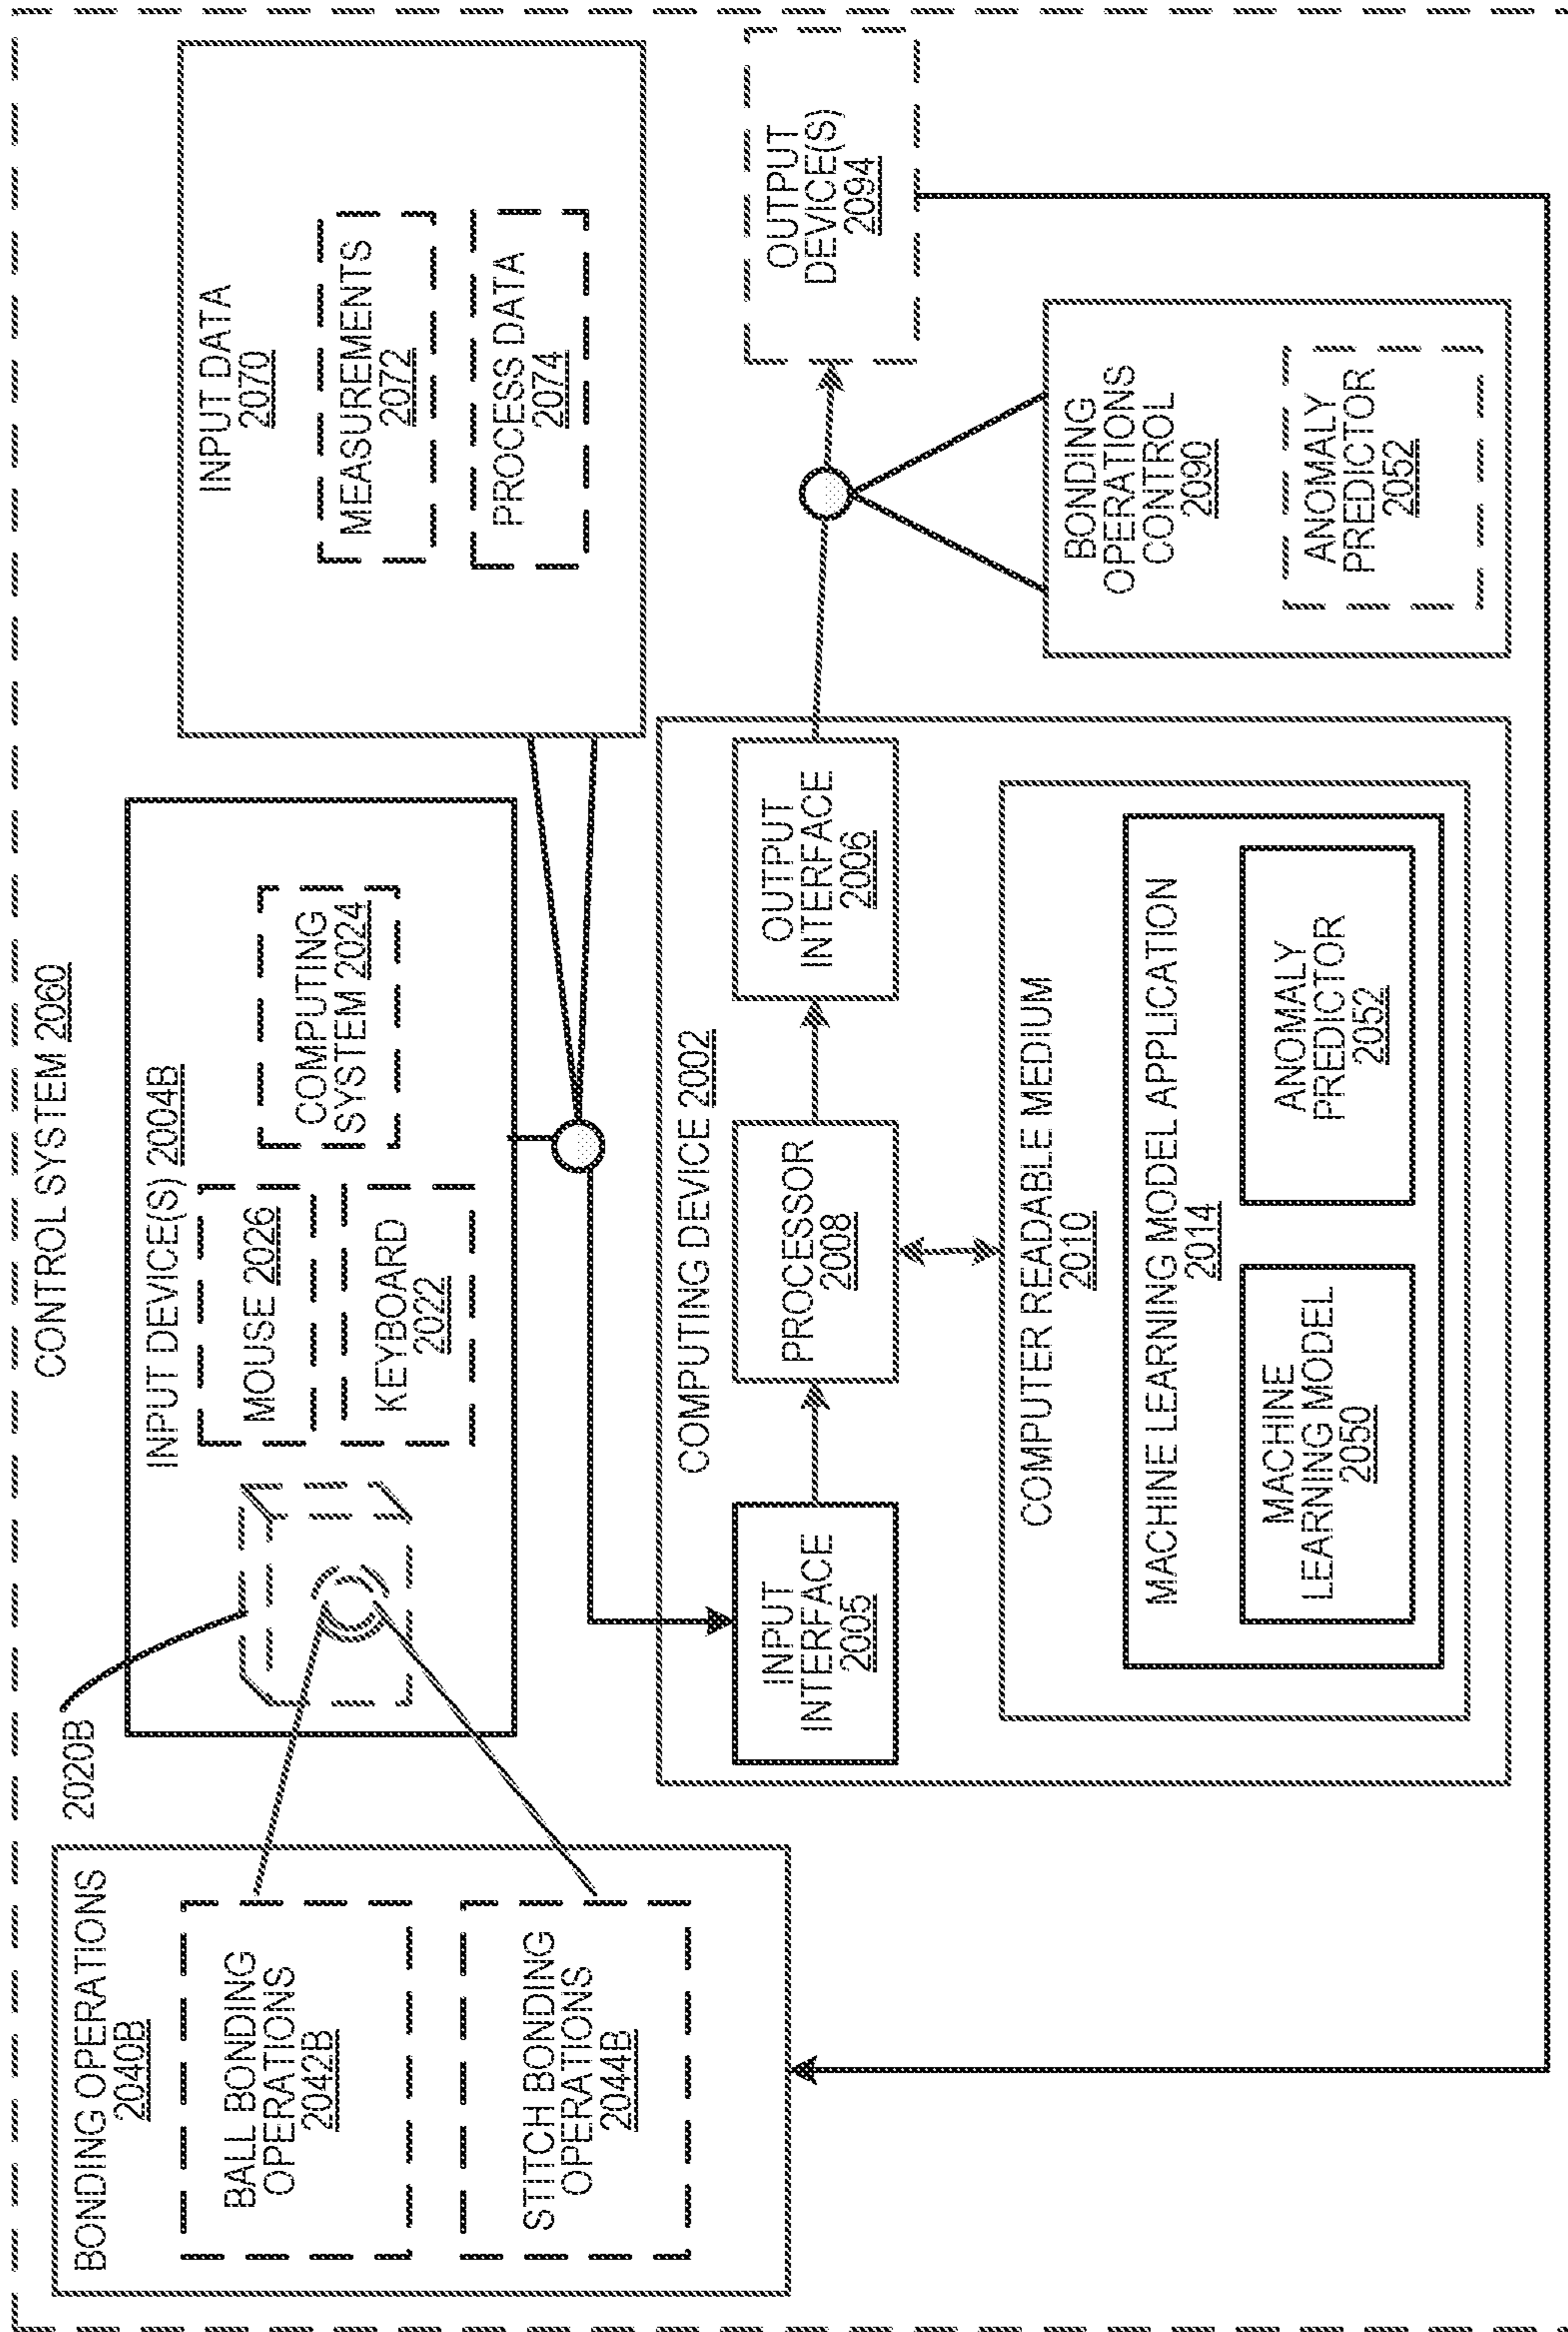 CONTROL SYSTEM 2060
BONDING OPERATIONS
2040B
BALL BONDING
OPERATIONS
2042B
STITCH BONDING
OPERATIONS
2044B
2020B
INPUT DEVICE(S) 2004B
MOUSE 2026
KEYBOARD
2022
COMPUTING
SYSTEM 2024
INPUT DATA
2070
MEASUREMENTS
2072
PROCESS DATA
2074
COMPUTING DEVICE 2002
INPUT
INTERFACE
2005
PROCESSOR
2008
OUTPUT
INTERFACE
2006
COMPUTER READABLE MEDIUM
2010
MACHINE LEARNING MODEL APPLICATION
2014
MACHINE
LEARNING MODEL
2050
ANOMALY
PREDICTOR
2052
OUTPUT
DEVICE(S)
2094
BONDING
OPERATIONS
CONTROL
2090
ANOMALY
PREDICTOR
2052